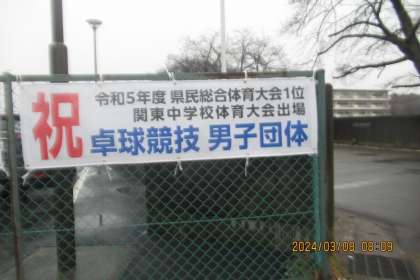 祝
令和5年度 県民総合体育大会1位
関東中学校体育大会出場
卓球競技 男子団体
2024/03/08 08:09